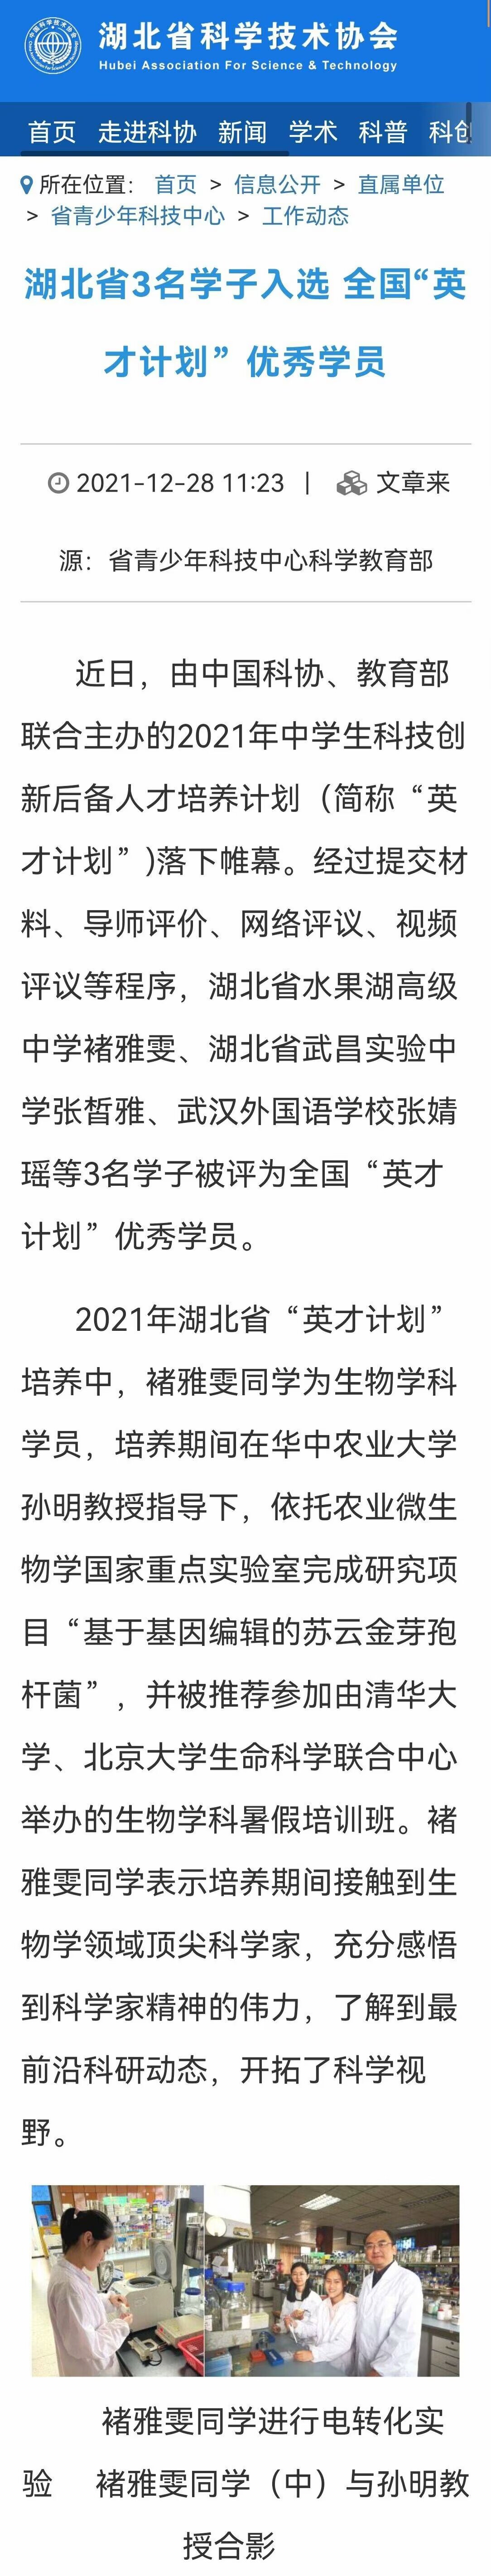 湖北省科学技术协会
Hubei Association For Science & Technology
首页 走进科协 新闻 学术 科普 科创
所在位置： 首页 > 信息公开 > 直属单位
> 省青少年科技中心 > 工作动态
湖北省3名学子入选 全国“英
才计划”优秀学员
2021-12-28 11:23 | 文章来
源：省青少年科技中心科学教育部
近日，由中国科协、教育部
联合主办的2021年中学生科技创
新后备人才培养计划（简称“英
才计划”)落下帷幕。经过提交材
料、导师评价、网络评议、视频
评议等程序，湖北省水果湖高级
中学褚雅雯、湖北省武昌实验中
学张皙雅、武汉外国语学校张婧
瑶等3名学子被评为全国“英才
计划”优秀学员。
2021年湖北省“英才计划”
培养中，褚雅雯同学为生物学科
学员，培养期间在华中农业大学
孙明教授指导下，依托农业微生
物学国家重点实验室完成研究项
目“基于基因编辑的苏云金芽孢
杆菌”，并被推荐参加由清华大
学、北京大学生命科学联合中心
举办的生物学科暑假培训班。褚
雅雯同学表示培养期间接触到生
物学领域顶尖科学家，充分感悟
到科学家精神的伟力，了解到最
前沿科研动态，开拓了科学视
野。
褚雅雯同学进行电转化实
验 褚雅雯同学（中）与孙明教
授合影